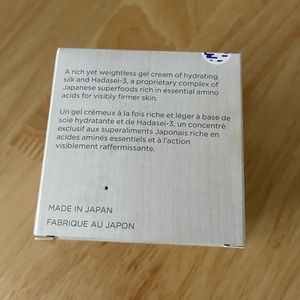 A rich yet weightless gel cream of hydrating
silk and Hadasei-3, a proprietary complex of
Japanese superfoods rich in essential amino
acids for visibly firmer skin.
Un gel crémeux à la fois riche et léger à base de
soie hydratante et de Hadasei-3, un concentré
exclusif aux superaliments Japonais riche en
acides aminés essentiels et à l'action
visiblement raffermissante.
MADE IN JAPAN
FABRIQUE AU JAPON